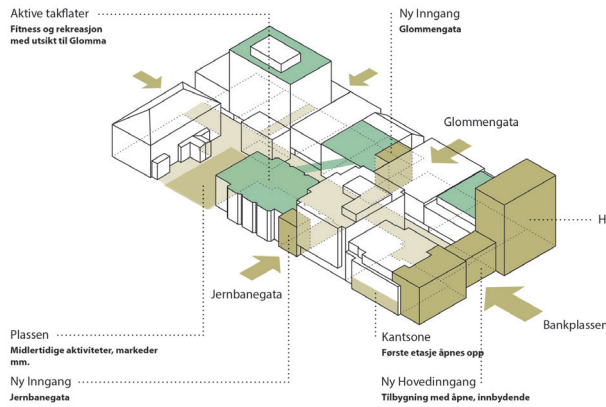 Aktive takflater
Fitness og rekreasjon
med utsikt til Glomma
Ny Inngang
Glommengata
Glommengata
H
Jernbanegata
Bankplassen
Plassen
Midlertidige aktiviteter, markeder
mm.
Kantsone
Første etasje åpnes opp
Ny Inngang
Jernbanegata
Ny Hovedinngang
Tilbygning med åpne, innbydende